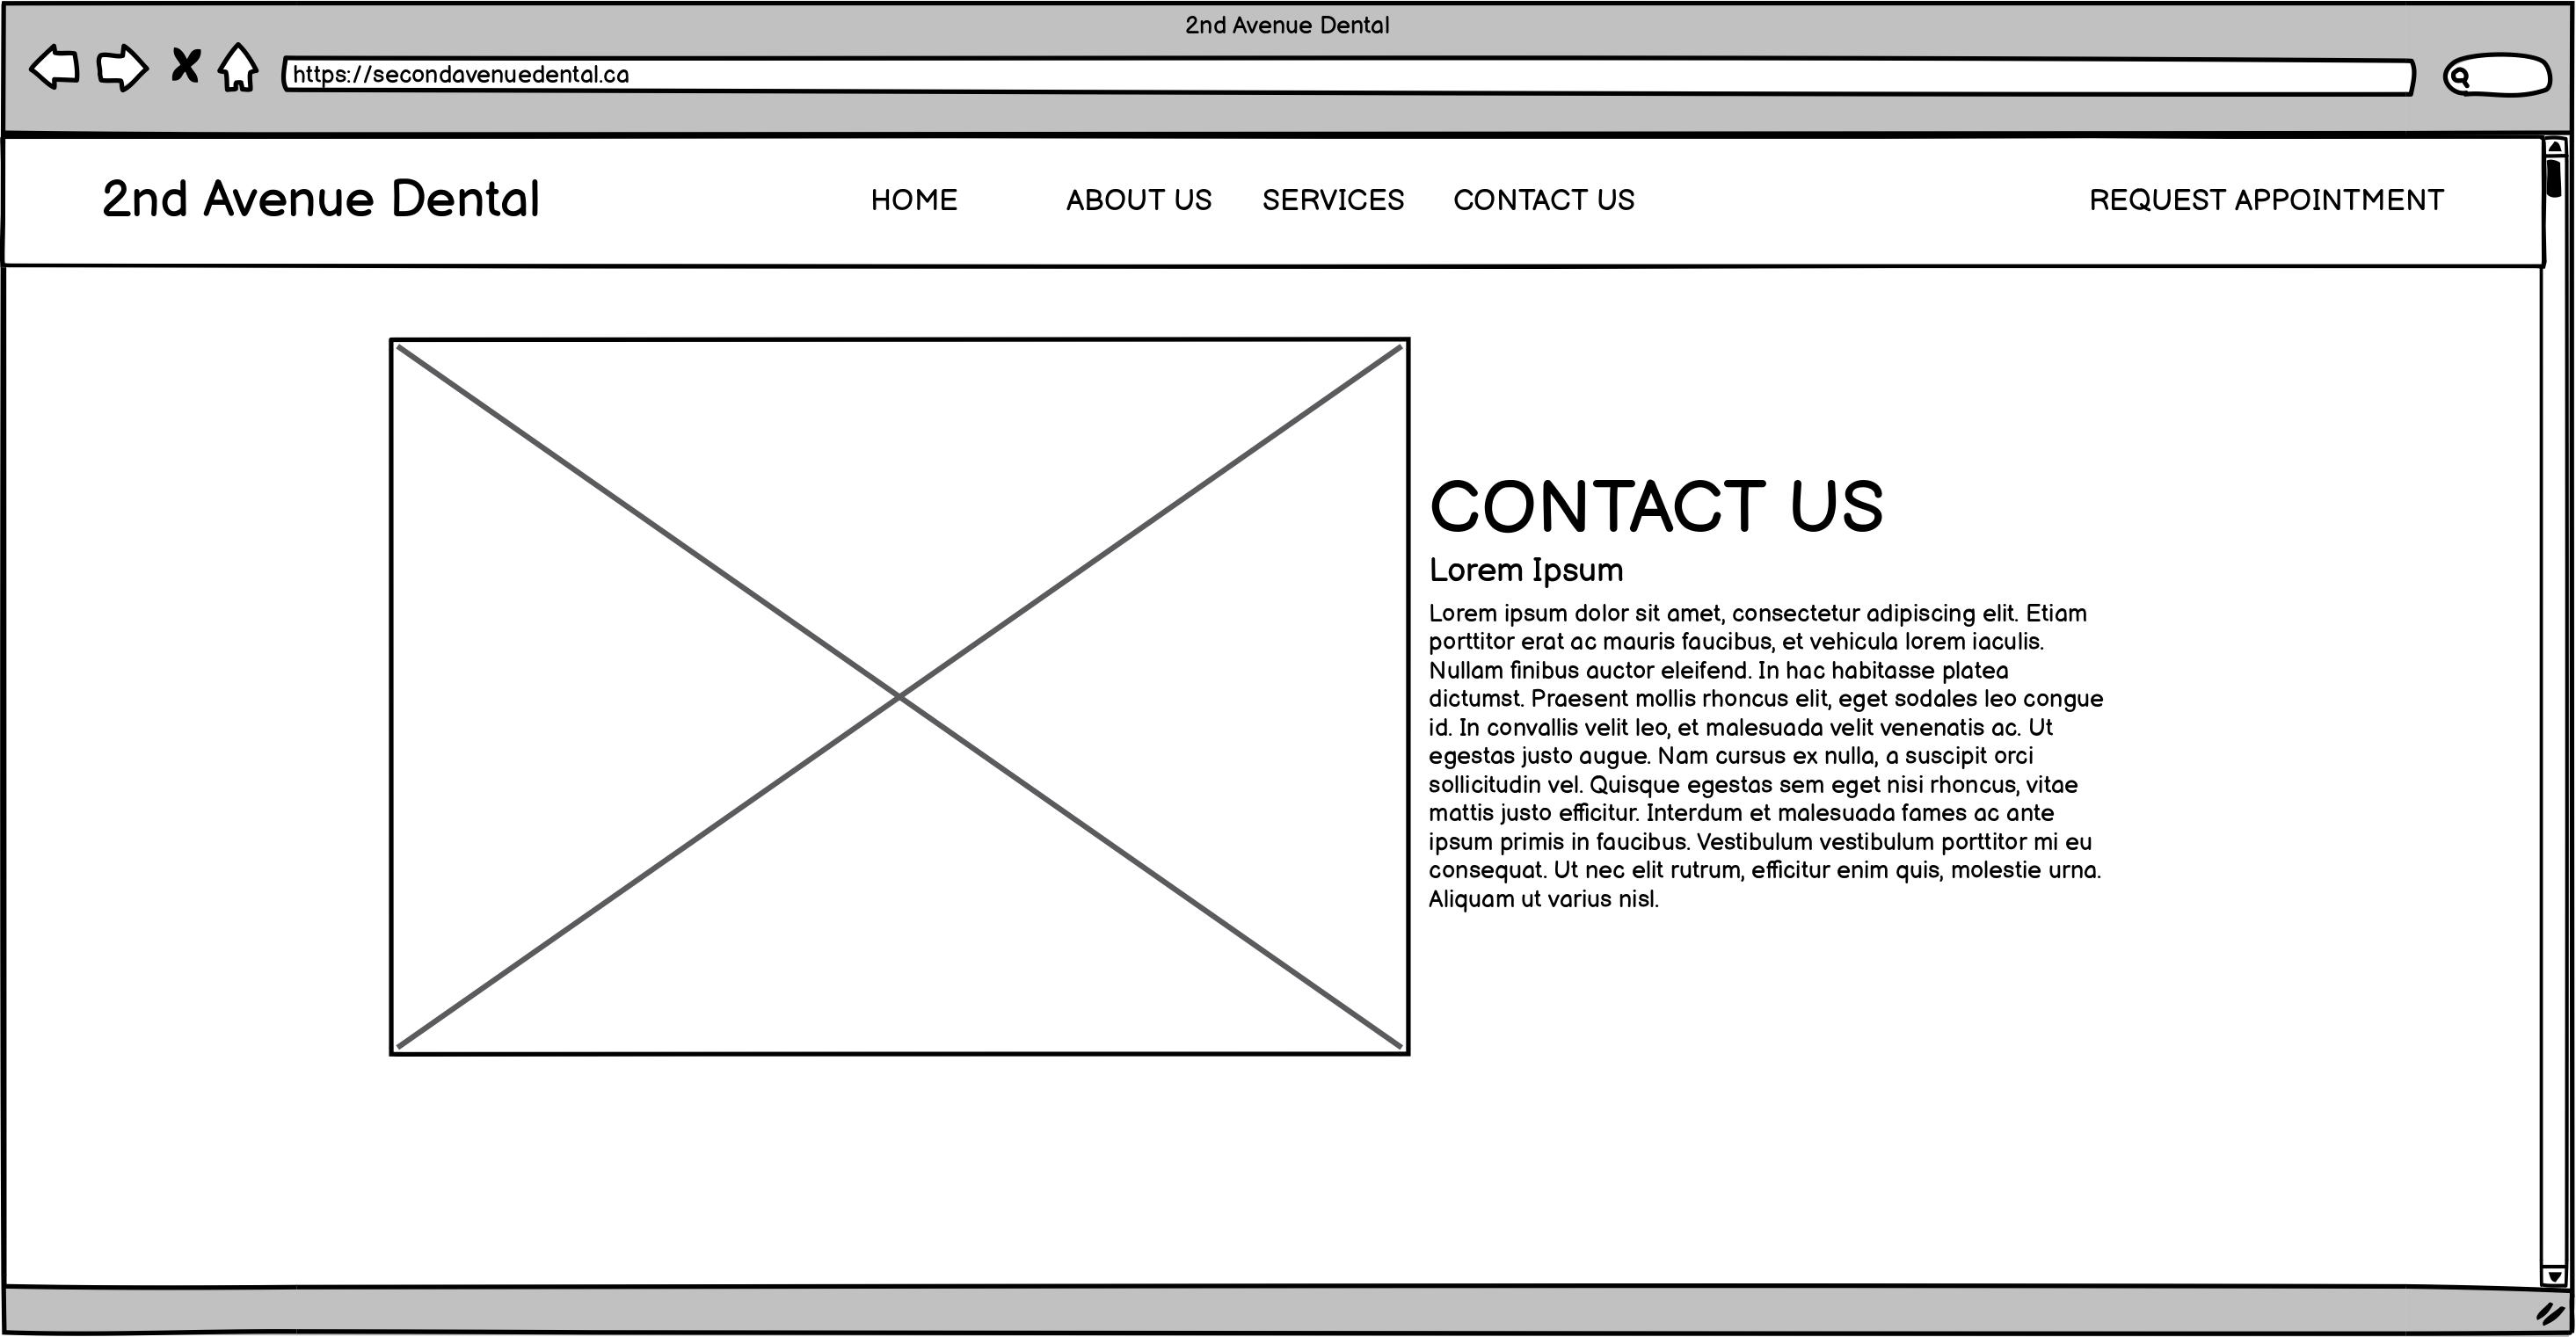 2nd Avenue Dental
https://secondavenuedental.ca
2nd Avenue Dental
HOME
ABOUT US
SERVICES
CONTACT US
REQUEST APPOINTMENT
CONTACT US
Lorem Ipsum
Lorem ipsum dolor sit amet, consectetur adipiscing elit. Etiam
porttitor erat ac mauris faucibus, et vehicula lorem iaculis.
Nullam finibus auctor eleifend. In hac habitasse platea
dictumst. Praesent mollis rhoncus elit, eget sodales leo congue
id. In convallis velit leo, et malesuada velit venenatis ac. Ut
egestas justo augue. Nam cursus ex nulla, a suscipit orci
sollicitudin vel. Quisque egestas sem eget nisi rhoncus, vitae
mattis justo efficitur. Interdum et malesuada fames ac ante
ipsum primis in faucibus. Vestibulum vestibulum porttitor mi eu
consequat. Ut nec elit rutrum, efficitur enim quis, molestie urna.
Aliquam ut varius nisl.